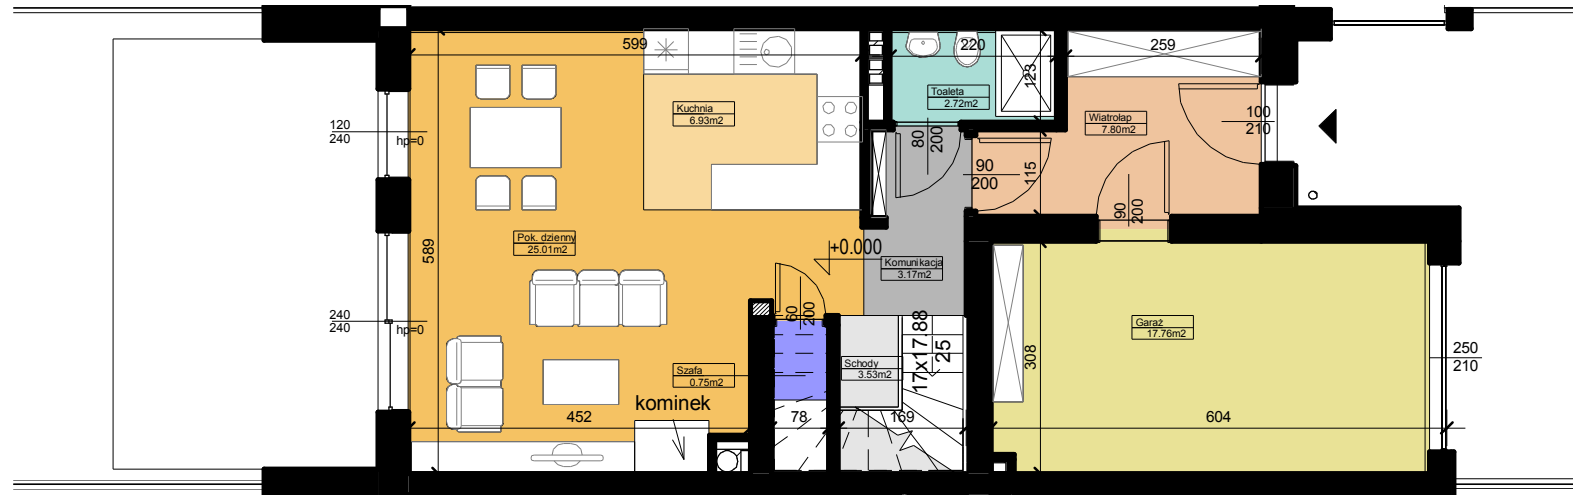 599
220
259
123
Kuchnia
6.93m2
Toaleta
2.72m2
Wiatrołap
7.80m2
120
240
hp=0
80
200
90
200
115
100
210
90
200
Pok. dzienny
25.01m2
589
+0.000
Komunikacja
3.17m2
240
240
hp=0
60
200
17x17.88
25
Garaż
17.76m2
308
250
210
Szafa
0.75m2
Schody
3.53m2
kominek
452
78
169
604